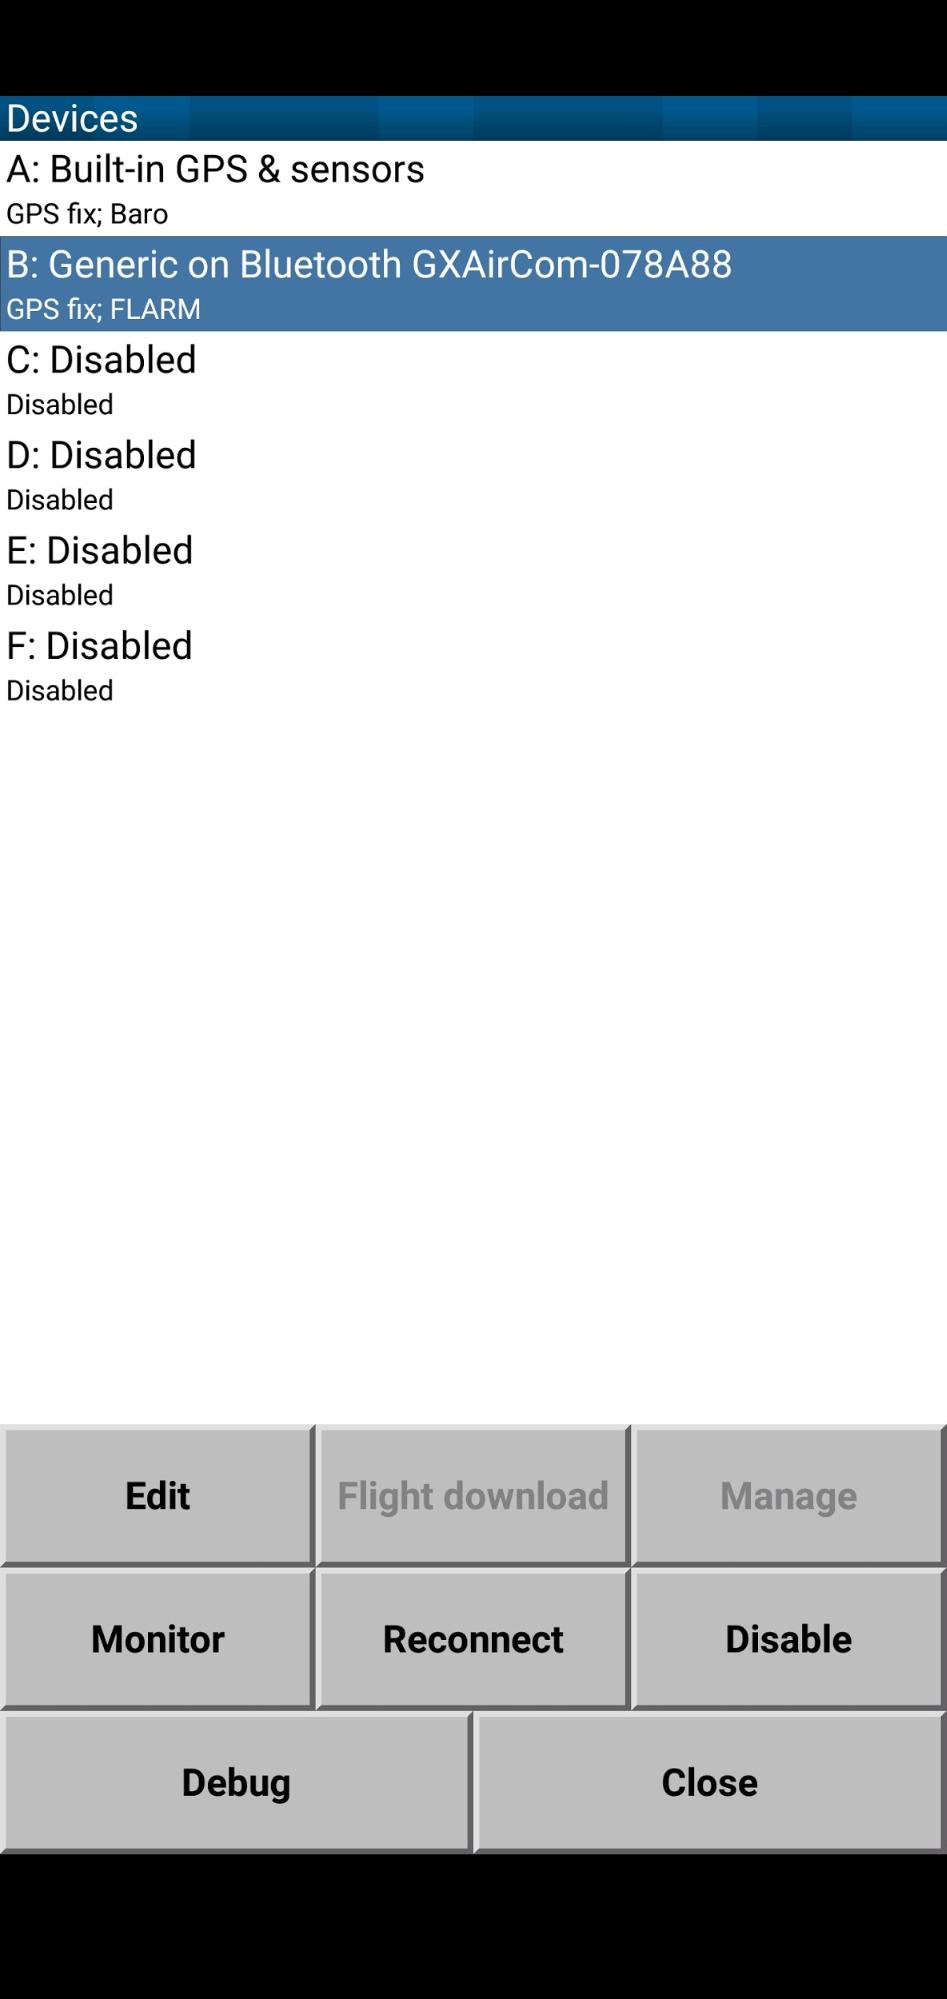 Devices
A: Built-in GPS & sensors
GPS fix; Baro
B: Generic on Bluetooth GXAirCom-078A88
GPS fix; FLARM
C: Disabled
Disabled
D: Disabled
Disabled
E: Disabled
Disabled
F: Disabled
Disabled
Edit
Flight download
Manage
Monitor
Reconnect
Disable
Debug
Close